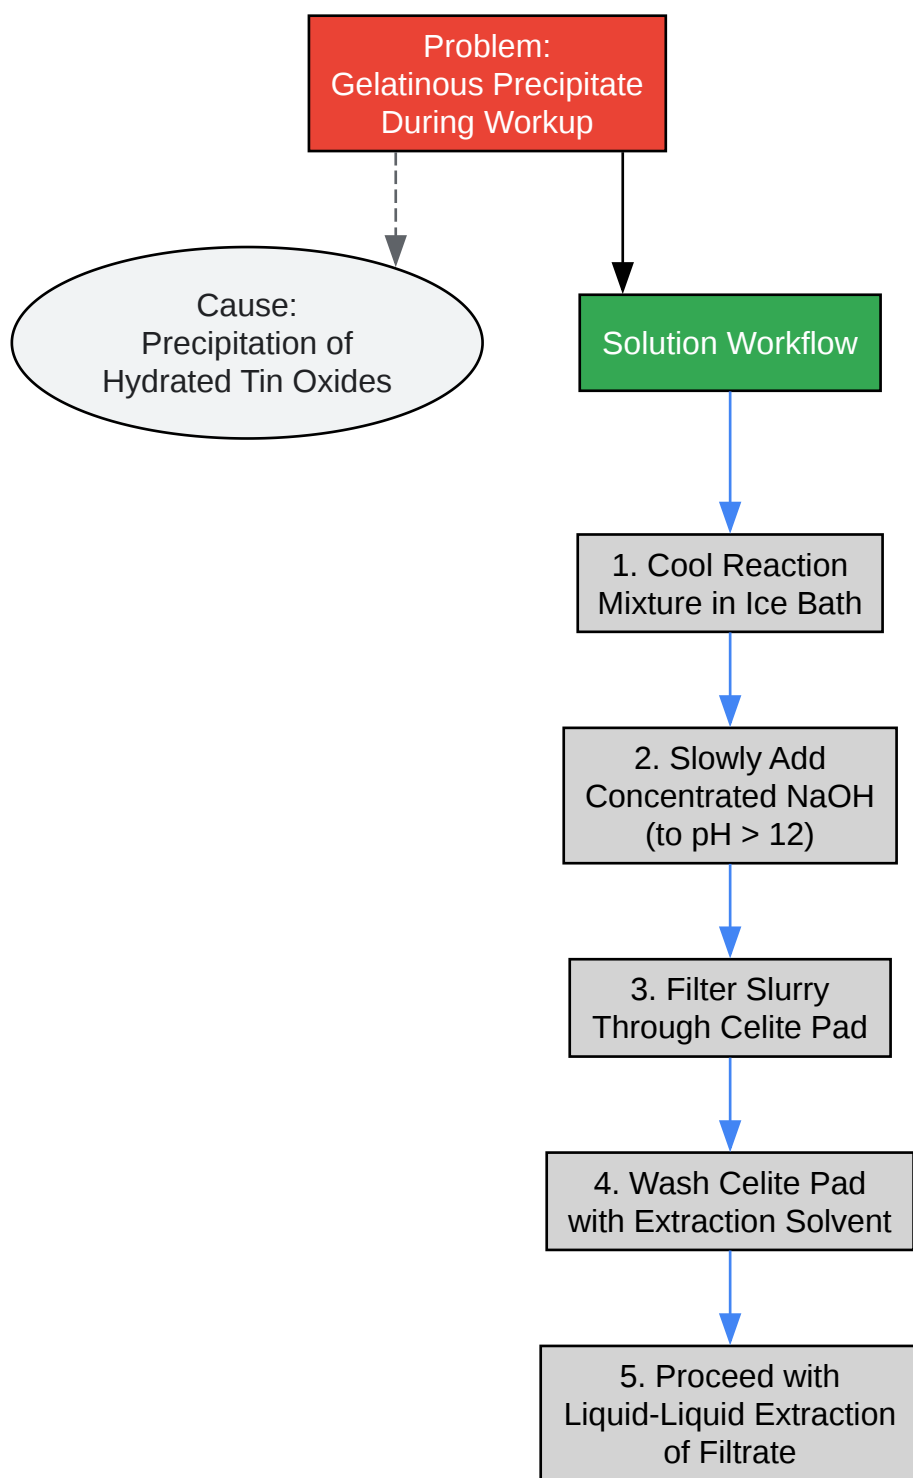 Problem:
Gelatinous Precipitate
During Workup
Cause:
Precipitation of
Hydrated Tin Oxides
Solution Workflow
1. Cool Reaction
Mixture in Ice Bath
2. Slowly Add
Concentrated NaOH
(to pH > 12)
3. Filter Slurry
Through Celite Pad
4. Wash Celite Pad
with Extraction Solvent
5. Proceed with
Liquid-Liquid Extraction
of Filtrate